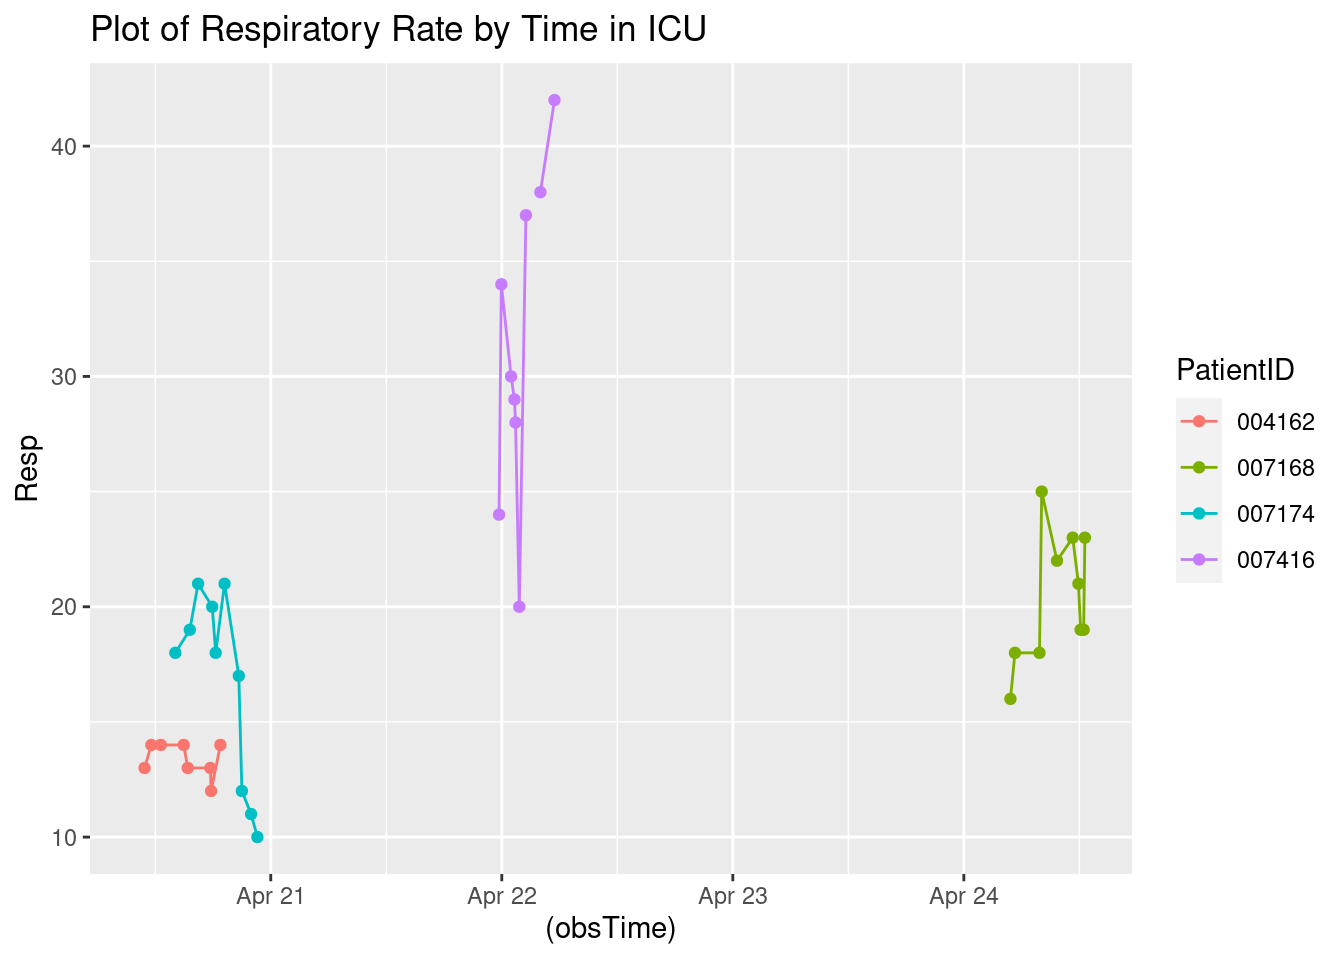 Plot of Respiratory Rate by Time in ICU
40
30
20
10
Resp
Apr 21
Apr 22
Apr 23
Apr 24
(obsTime)
PatientID
004162
007168
007174
007416